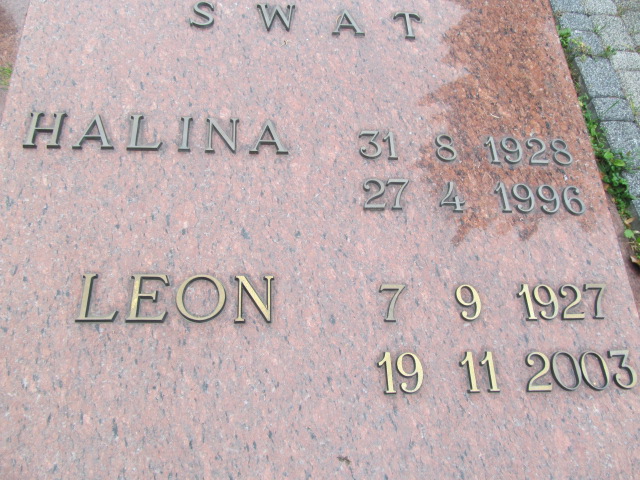 SWAT
HALINA 31 8 1928
27 4 1996
LEON 7 9 1927
19 11 2003